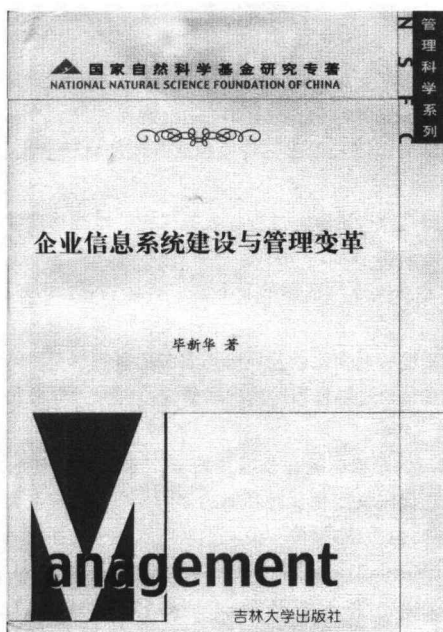 国家自然科学基金研究专著
NATIONAL NATURAL SCIENCE FOUNDATION OF CHINA
NSFC
管理科学系列
企业信息系统建设与管理变革
毕新华 著
Management
吉林大学出版社